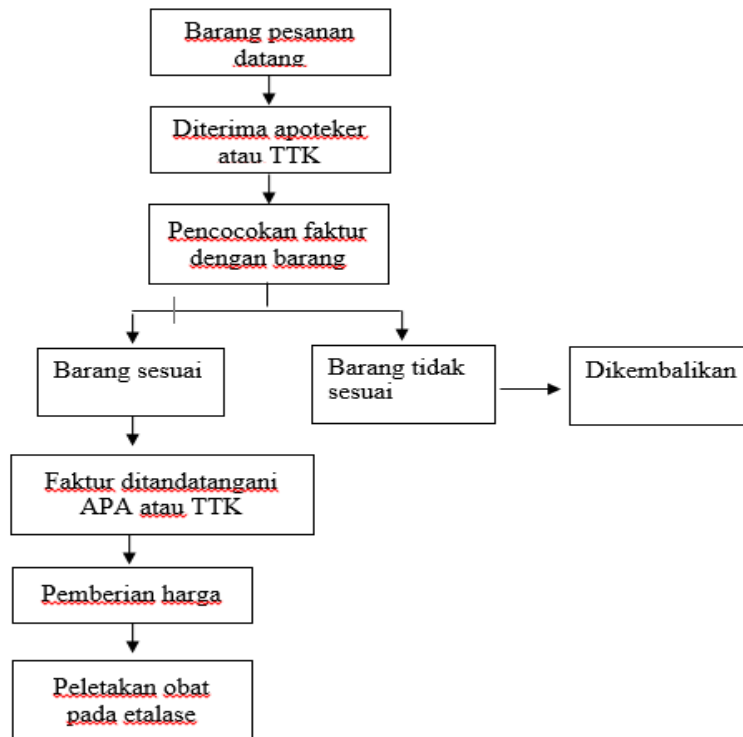 Barang pesanan
datang
Diterima apoteker
atau TTK
Pencocokan faktur
dengan barang
Barang sesuai
Barang tidak
sesuai
Dikembalikan
Faktur ditandatangani
APA atau TTK
Pemberian harga
Peletakan obat
pada etalase